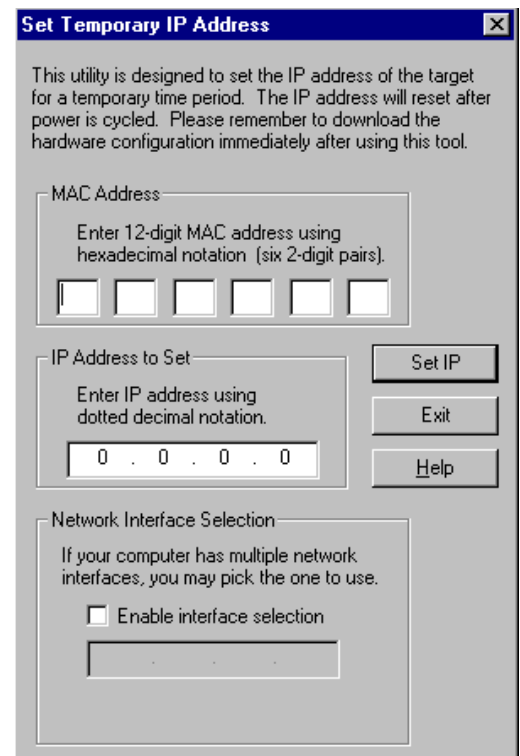 Set Temporary IP Address
This utility is designed to set the IP address of the target
for a temporary time period. The IP address will reset after
power is cycled. Please remember to download the
hardware configuration immediately after using this tool.
MAC Address
Enter 12-digit MAC address using
hexadecimal notation (six 2-digit pairs).
IP Address to Set
Enter IP address using
dotted decimal notation.
0 . 0 . 0 . 0
Set IP
Exit
Help
Network Interface Selection
If your computer has multiple network
interfaces, you may pick the one to use.
Enable interface selection
. . .